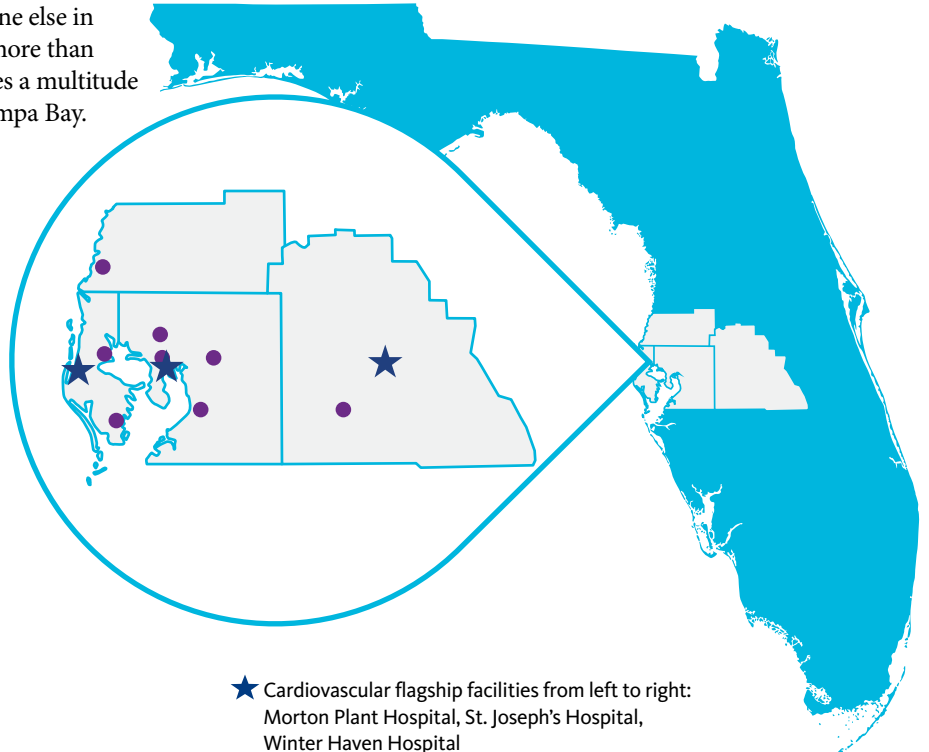 ne else in
more than
es a multitude
mpa Bay.
Cardiovascular flagship facilities from left to right:
Morton Plant Hospital, St. Joseph's Hospital,
Winter Haven Hospital